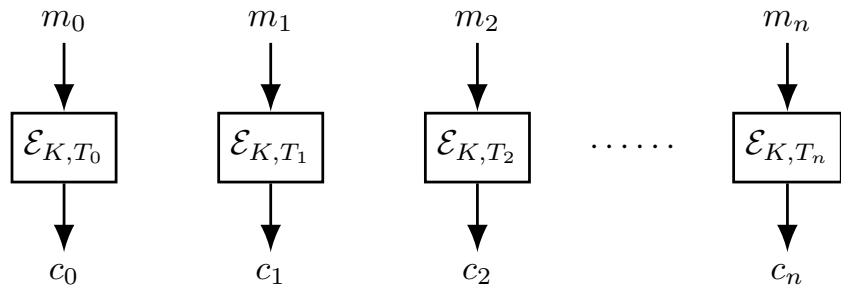 m_0 m_1 m_2 m_n
\mathcal{E}_{K,T_0} \mathcal{E}_{K,T_1} \mathcal{E}_{K,T_2} ...... \mathcal{E}_{K,T_n}
c_0 c_1 c_2 c_n